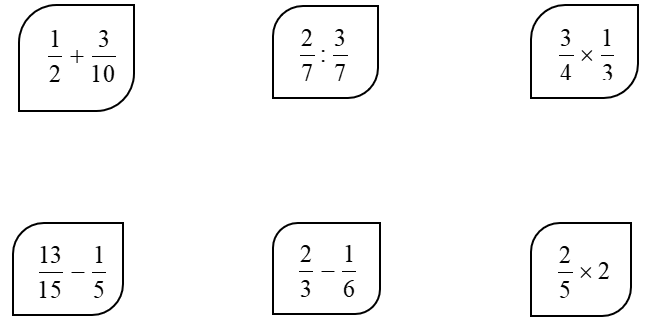 1/2 + 3/10
2/7 : 3/7
3/4 × 1/3
13/15 − 1/5
2/3 − 1/6
2/5 × 2